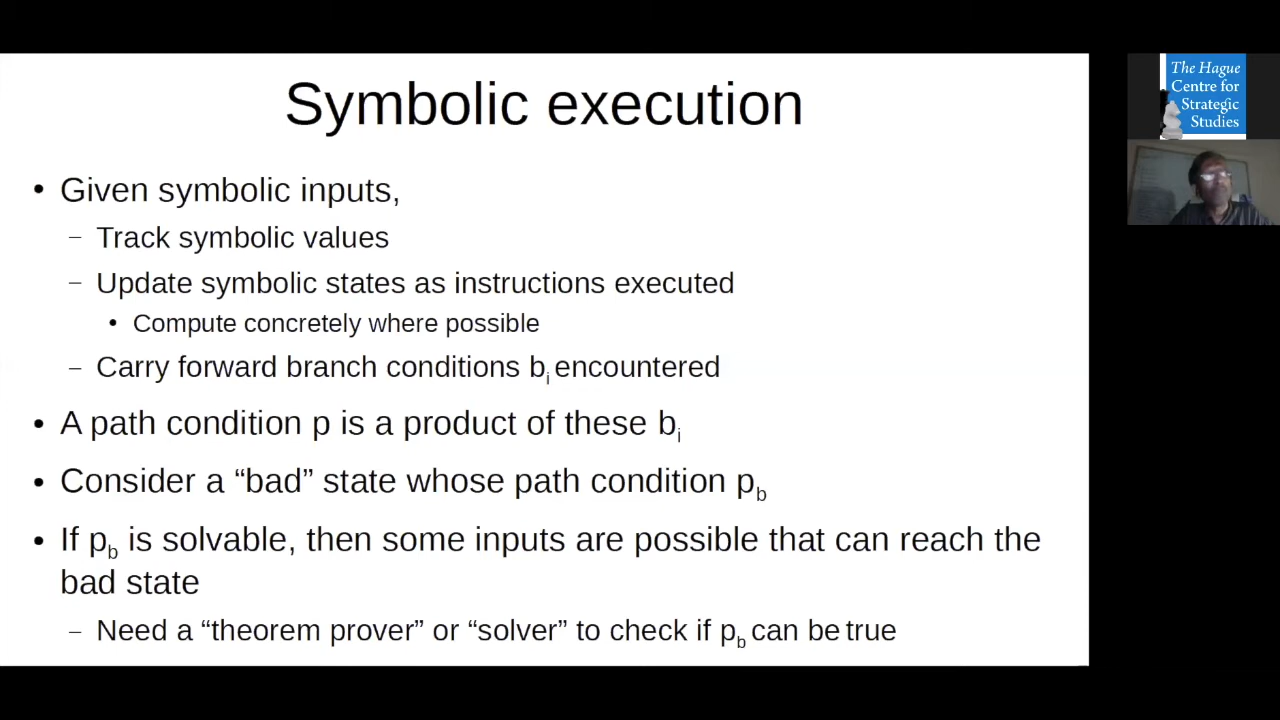 Symbolic execution
• Given symbolic inputs,
– Track symbolic values
– Update symbolic states as instructions executed
• Compute concretely where possible
– Carry forward branch conditions bi encountered
• A path condition p is a product of these bi
• Consider a “bad” state whose path condition pb
• If pb is solvable, then some inputs are possible that can reach the
bad state
– Need a “theorem prover” or “solver” to check if pb can be true
The Hague
Centre for
Strategic
Studies